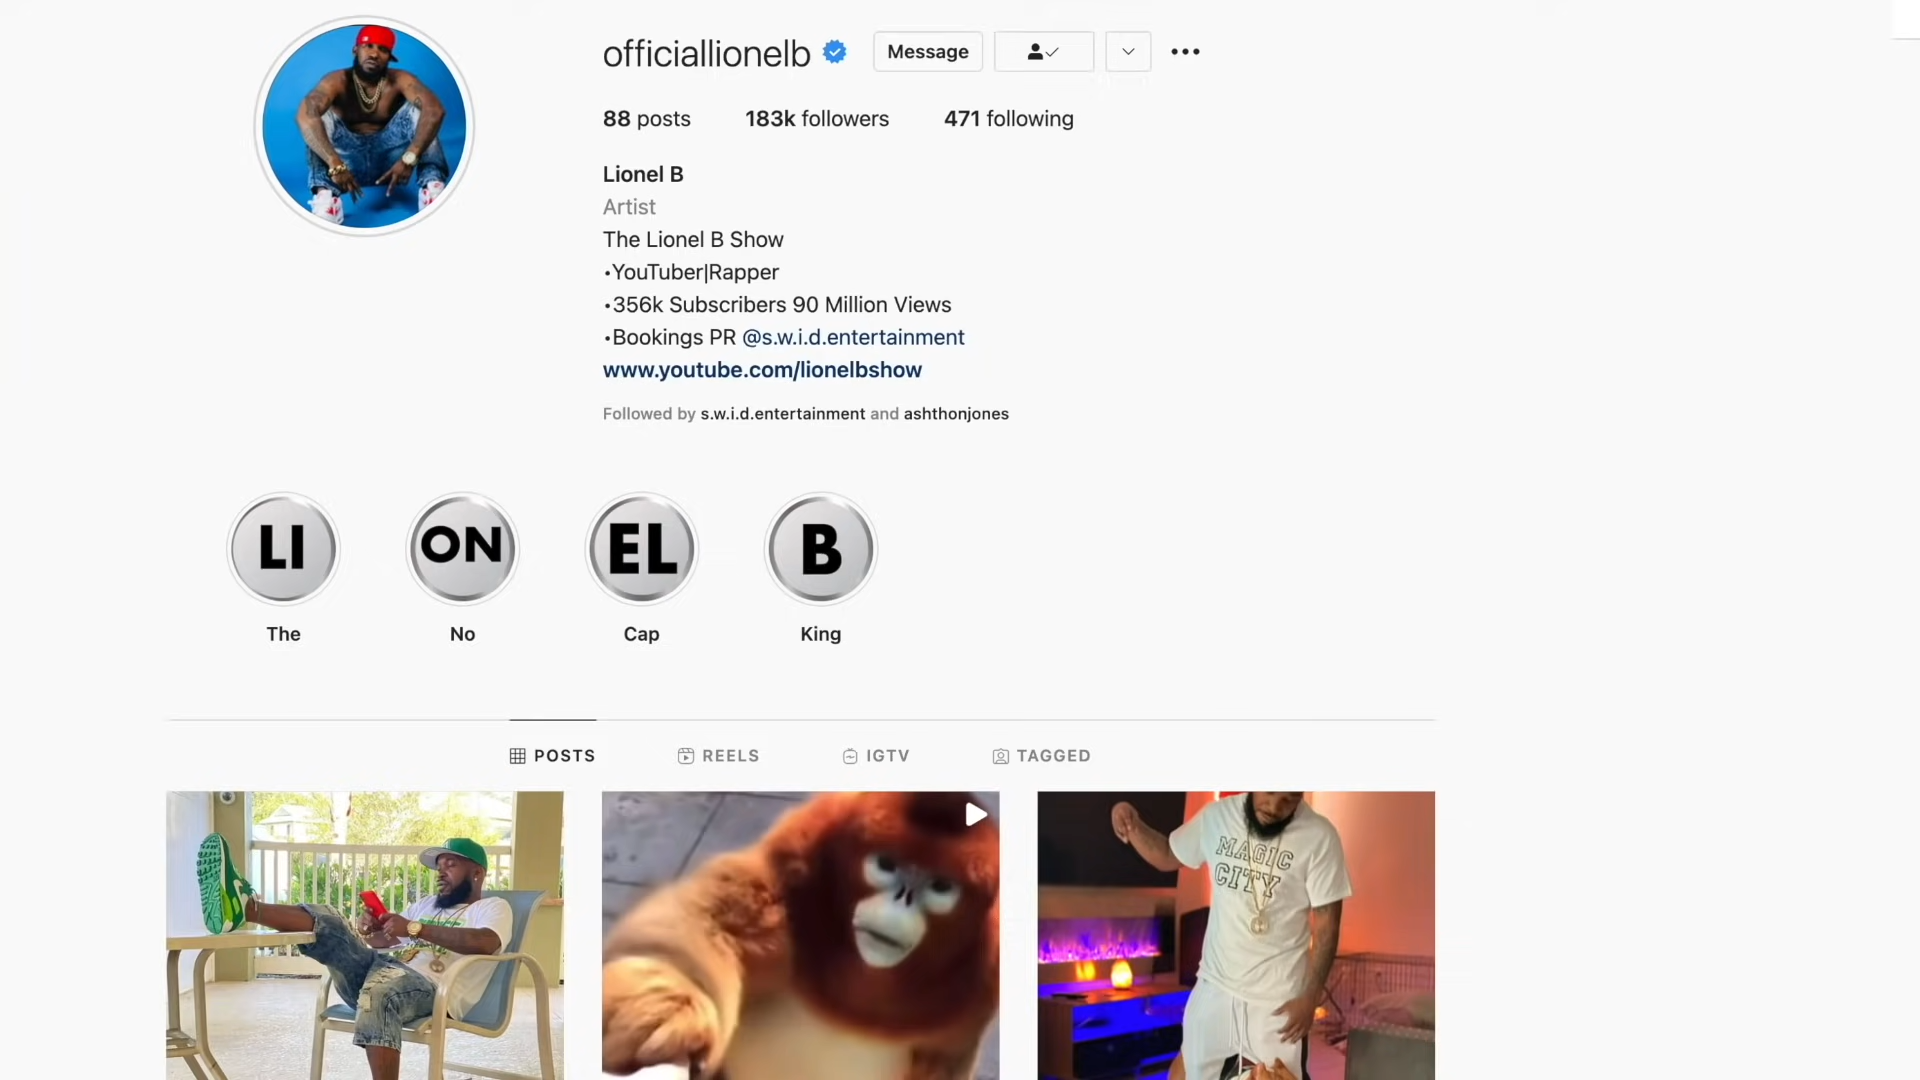 officiallionelb
Message
88 posts 183k followers 471 following
Lionel B
Artist
The Lionel B Show
•YouTuber|Rapper
•356k Subscribers 90 Million Views
•Bookings PR @s.w.i.d.entertainment
www.youtube.com/lionelbshow
Followed by s.w.i.d.entertainment and ashthonjones
LI ON EL B
The No Cap King
POSTS REELS IGTV TAGGED
MAGIC
CITY